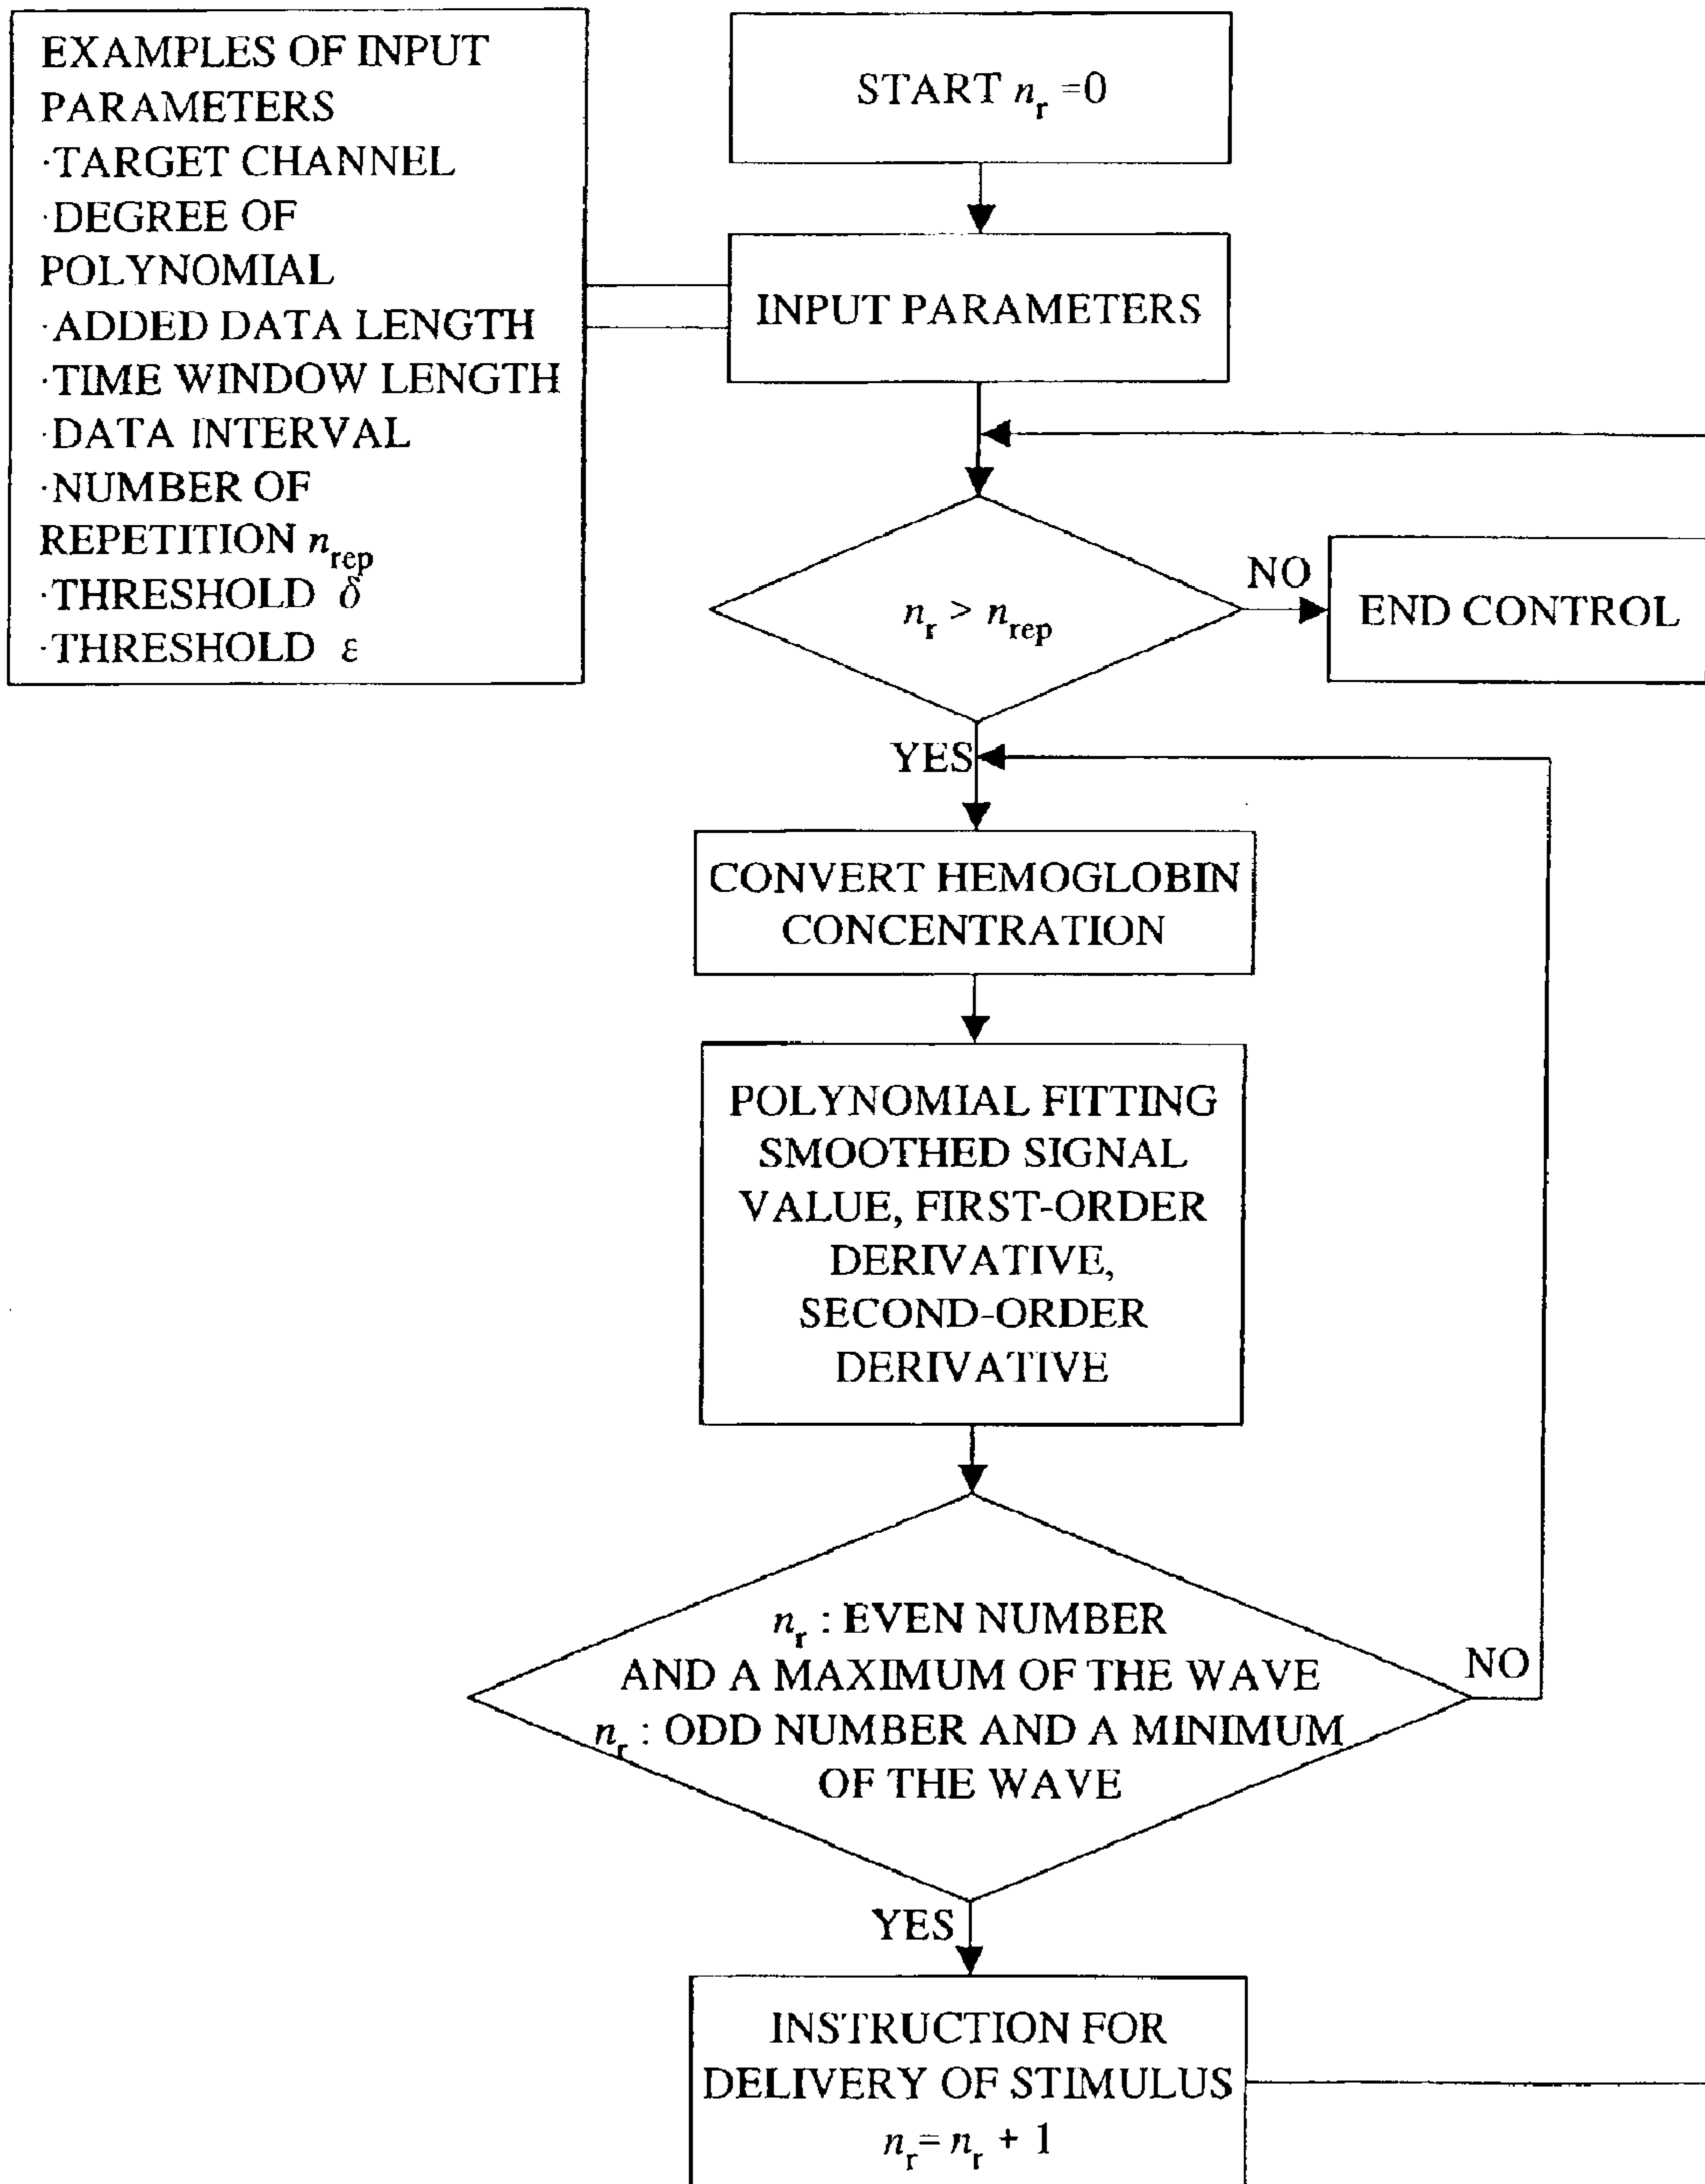 EXAMPLES OF INPUT
PARAMETERS
·TARGET CHANNEL
·DEGREE OF
POLYNOMIAL
·ADDED DATA LENGTH
·TIME WINDOW LENGTH
·DATA INTERVAL
·NUMBER OF
REPETITION n_rep
·THRESHOLD δ
·THRESHOLD ε
START n_r =0
INPUT PARAMETERS
n_r > n_rep
NO
END CONTROL
YES
CONVERT HEMOGLOBIN
CONCENTRATION
POLYNOMIAL FITTING
SMOOTHED SIGNAL
VALUE, FIRST-ORDER
DERIVATIVE,
SECOND-ORDER
DERIVATIVE
n_r : EVEN NUMBER
AND A MAXIMUM OF THE WAVE
n_r : ODD NUMBER AND A MINIMUM
OF THE WAVE
NO
YES
INSTRUCTION FOR
DELIVERY OF STIMULUS
n_r= n_r + 1